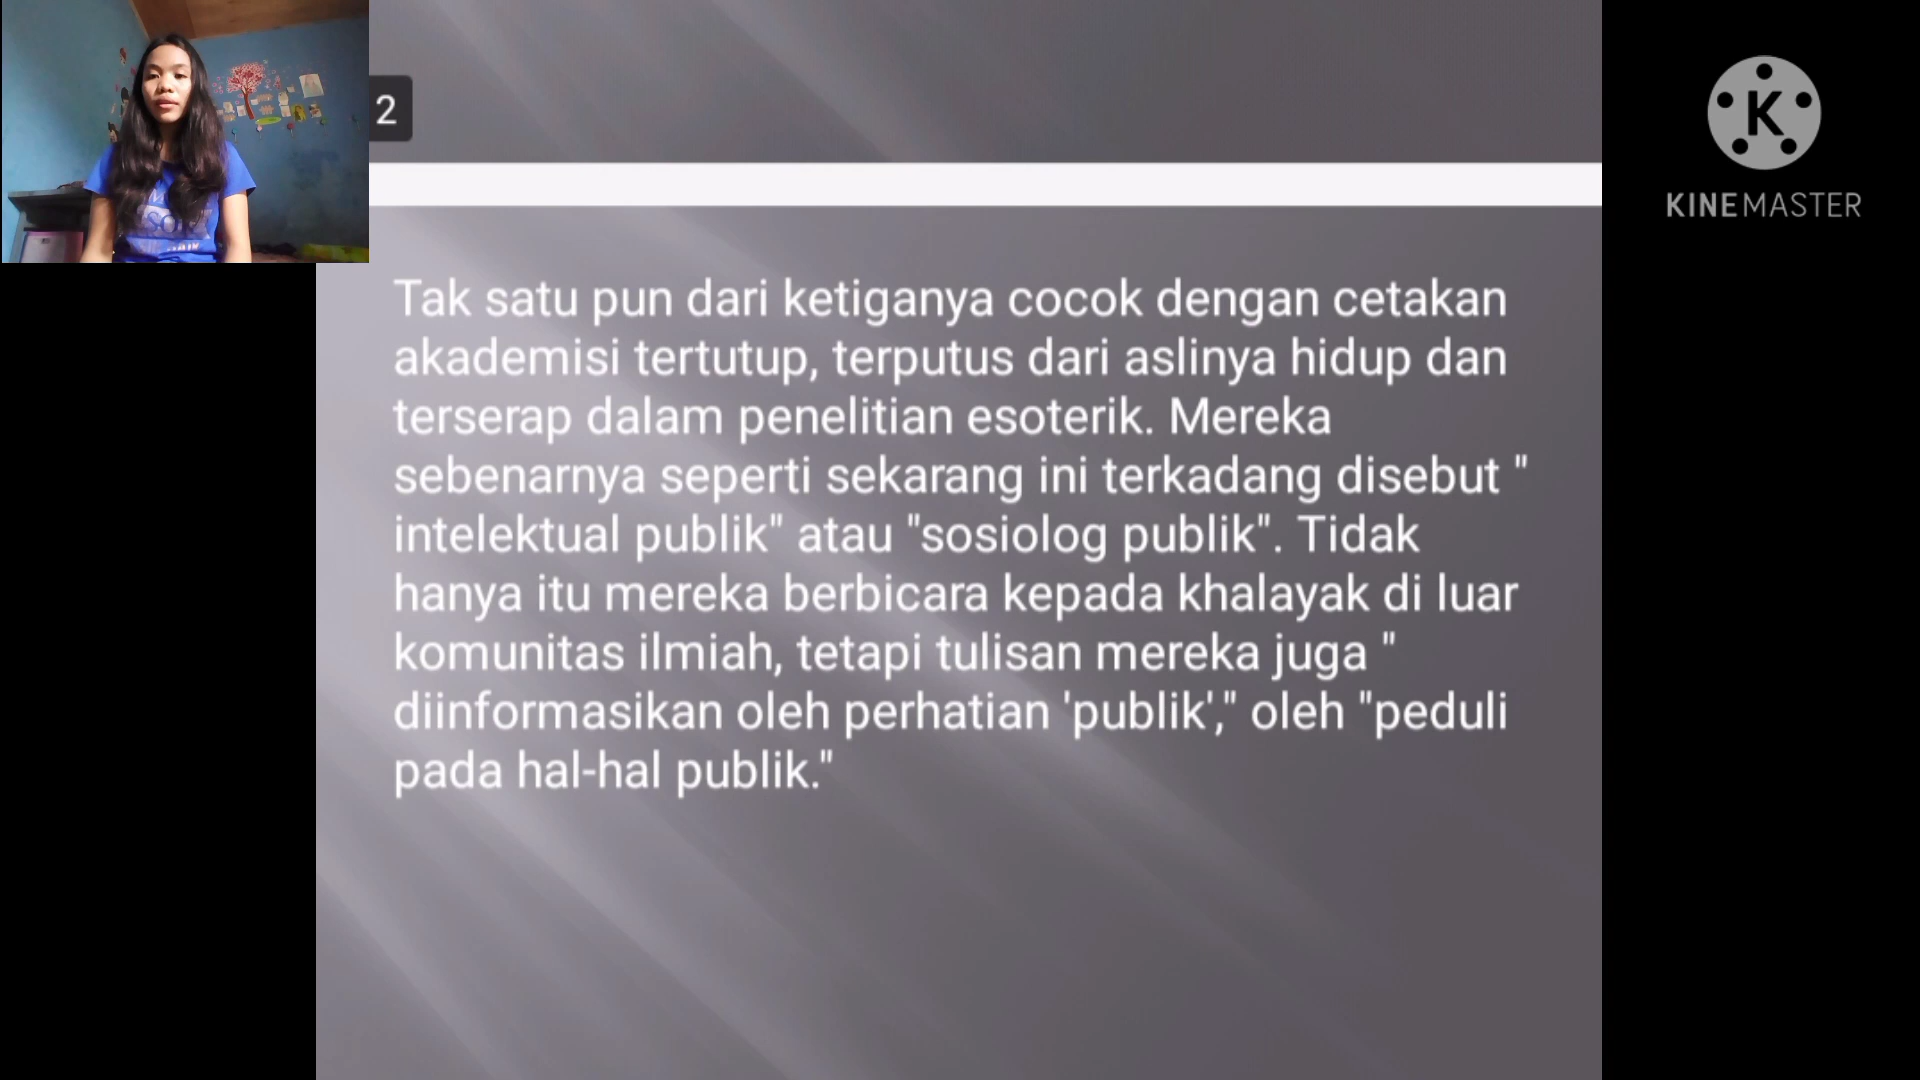 2
Tak satu pun dari ketiganya cocok dengan cetakan
akademisi tertutup, terputus dari aslinya hidup dan
terserap dalam penelitian esoterik. Mereka
sebenarnya seperti sekarang ini terkadang disebut "
intelektual publik" atau "sosiolog publik". Tidak
hanya itu mereka berbicara kepada khalayak di luar
komunitas ilmiah, tetapi tulisan mereka juga "
diinformasikan oleh perhatian 'publik'," oleh "peduli
pada hal-hal publik."
K
KINEMASTER